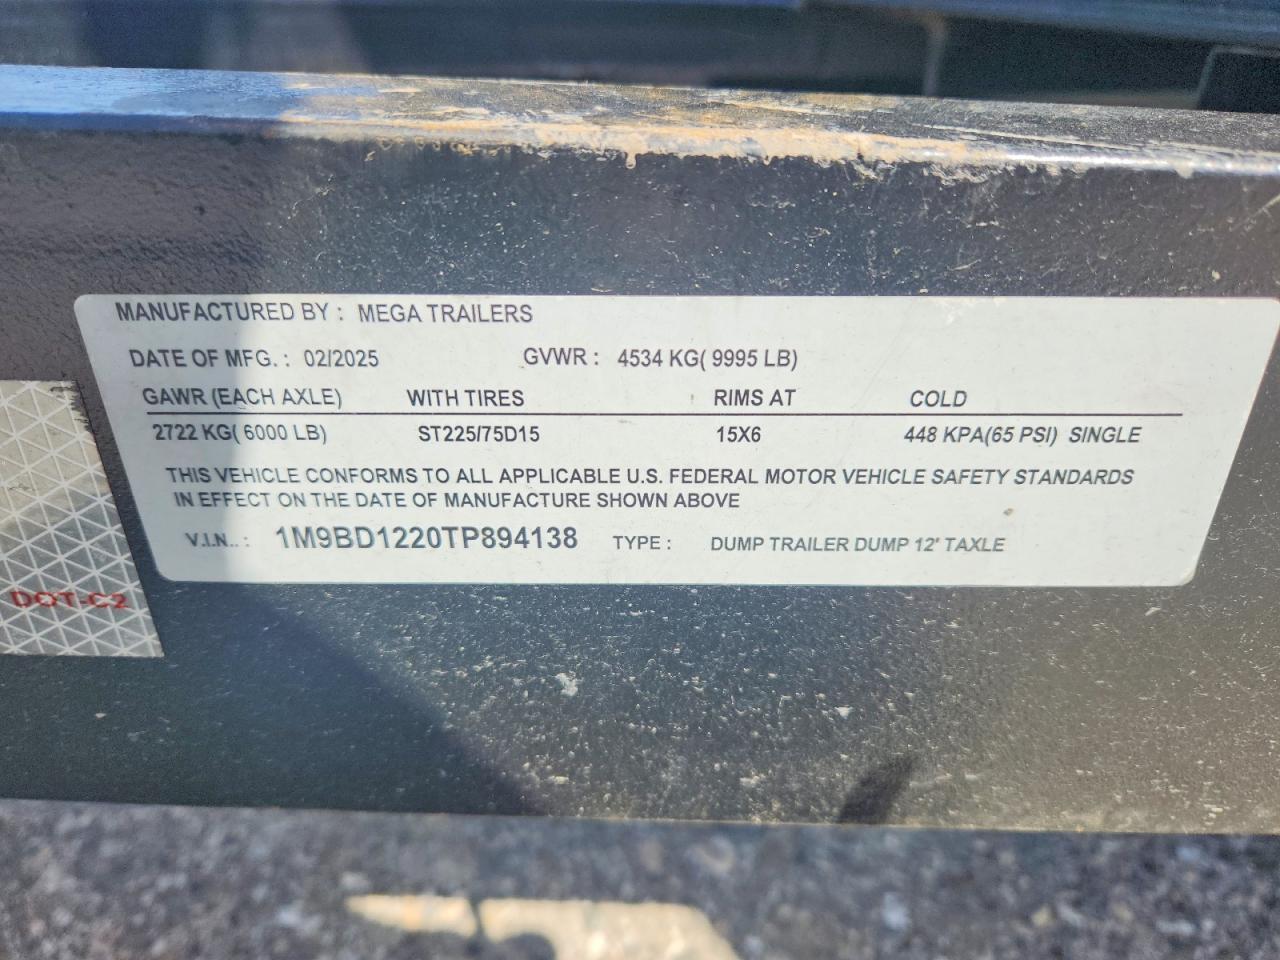 MANUFACTURED BY : MEGA TRAILERS
DATE OF MFG. : 02/2025 GVWR : 4534 KG( 9995 LB)
GAWR (EACH AXLE) WITH TIRES RIMS AT COLD
2722 KG( 6000 LB) ST225/75D15 15X6 448 KPA(65 PSI) SINGLE
THIS VEHICLE CONFORMS TO ALL APPLICABLE U.S. FEDERAL MOTOR VEHICLE SAFETY STANDARDS
IN EFFECT ON THE DATE OF MANUFACTURE SHOWN ABOVE
V.I.N.. : 1M9BD1220TP894138 TYPE : DUMP TRAILER DUMP 12' TAXLE
DOT-C2